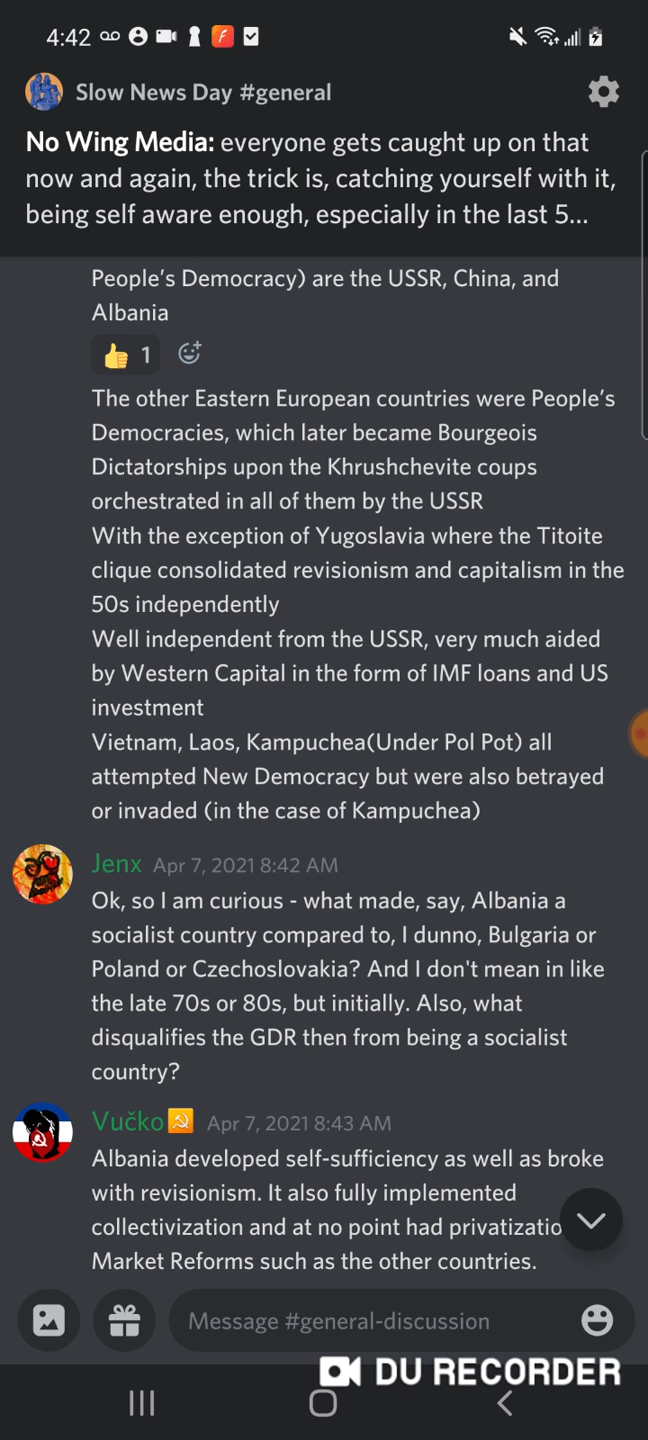 4:42
Slow News Day #general
No Wing Media: everyone gets caught up on that
now and again, the trick is, catching yourself with it,
being self aware enough, especially in the last 5...
People's Democracy) are the USSR, China, and
Albania
1
The other Eastern European countries were People's
Democracies, which later became Bourgeois
Dictatorships upon the Khrushchevite coups
orchestrated in all of them by the USSR
With the exception of Yugoslavia where the Titoite
clique consolidated revisionism and capitalism in the
50s independently
Well independent from the USSR, very much aided
by Western Capital in the form of IMF loans and US
investment
Vietnam, Laos, Kampuchea(Under Pol Pot) all
attempted New Democracy but were also betrayed
or invaded (in the case of Kampuchea)
Jenx Apr 7, 2021 8:42 AM
Ok, so I am curious - what made, say, Albania a
socialist country compared to, I dunno, Bulgaria or
Poland or Czechoslovakia? And I don't mean in like
the late 70s or 80s, but initially. Also, what
disqualifies the GDR then from being a socialist
country?
Vučko Apr 7, 2021 8:43 AM
Albania developed self-sufficiency as well as broke
with revisionism. It also fully implemented
collectivization and at no point had privatizatio
Market Reforms such as the other countries.
Message #general-discussion
DU RECORDER